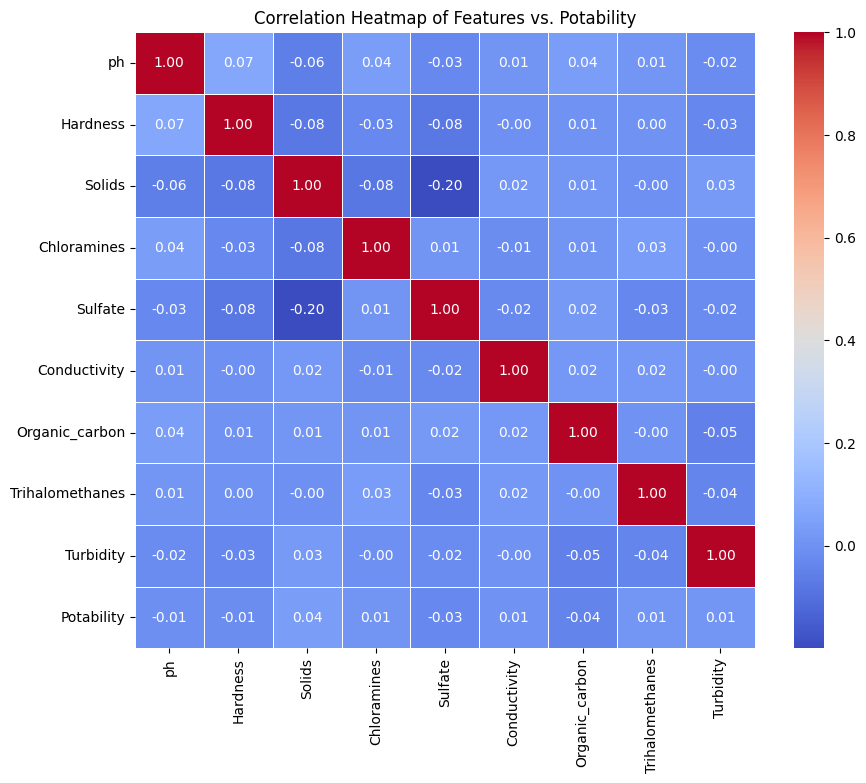 Correlation Heatmap of Features vs. Potability
ph 1.00 0.07 -0.06 0.04 -0.03 0.01 0.04 0.01 -0.02
Hardness 0.07 1.00 -0.08 -0.03 -0.08 -0.00 0.01 0.00 -0.03
Solids -0.06 -0.08 1.00 -0.08 -0.20 0.02 0.01 -0.00 0.03
Chloramines 0.04 -0.03 -0.08 1.00 0.01 -0.01 0.01 0.03 -0.00
Sulfate -0.03 -0.08 -0.20 0.01 1.00 -0.02 0.02 -0.03 -0.02
Conductivity 0.01 -0.00 0.02 -0.01 -0.02 1.00 0.02 0.02 -0.00
Organic_carbon 0.04 0.01 0.01 0.01 0.02 0.02 1.00 -0.00 -0.05
Trihalomethanes 0.01 0.00 -0.00 0.03 -0.03 0.02 -0.00 1.00 -0.04
Turbidity -0.02 -0.03 0.03 -0.00 -0.02 -0.00 -0.05 -0.04 1.00
Potability -0.01 -0.01 0.04 0.01 -0.03 0.01 -0.04 0.01 0.01
ph
Hardness
Solids
Chloramines
Sulfate
Conductivity
Organic_carbon
Trihalomethanes
Turbidity
1.0
0.8
0.6
0.4
0.2
0.0